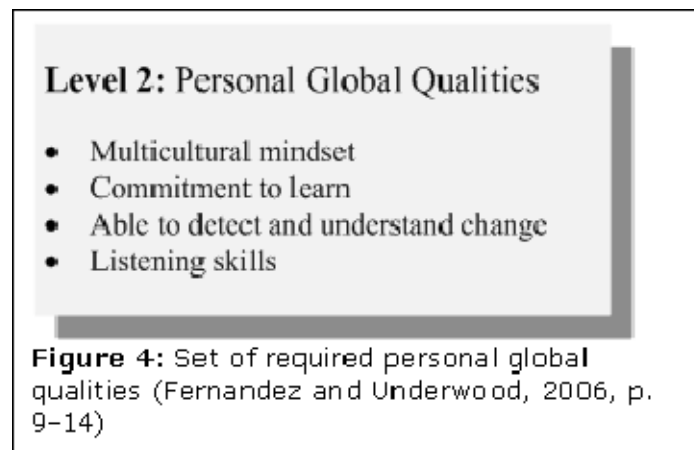 Level 2: Personal Global Qualities
• Multicultural mindset
• Commitment to learn
• Able to detect and understand change
• Listening skills
Figure 4: Set of required personal global
qualities (Fernandez and Underwood, 2006, p.
9–14)